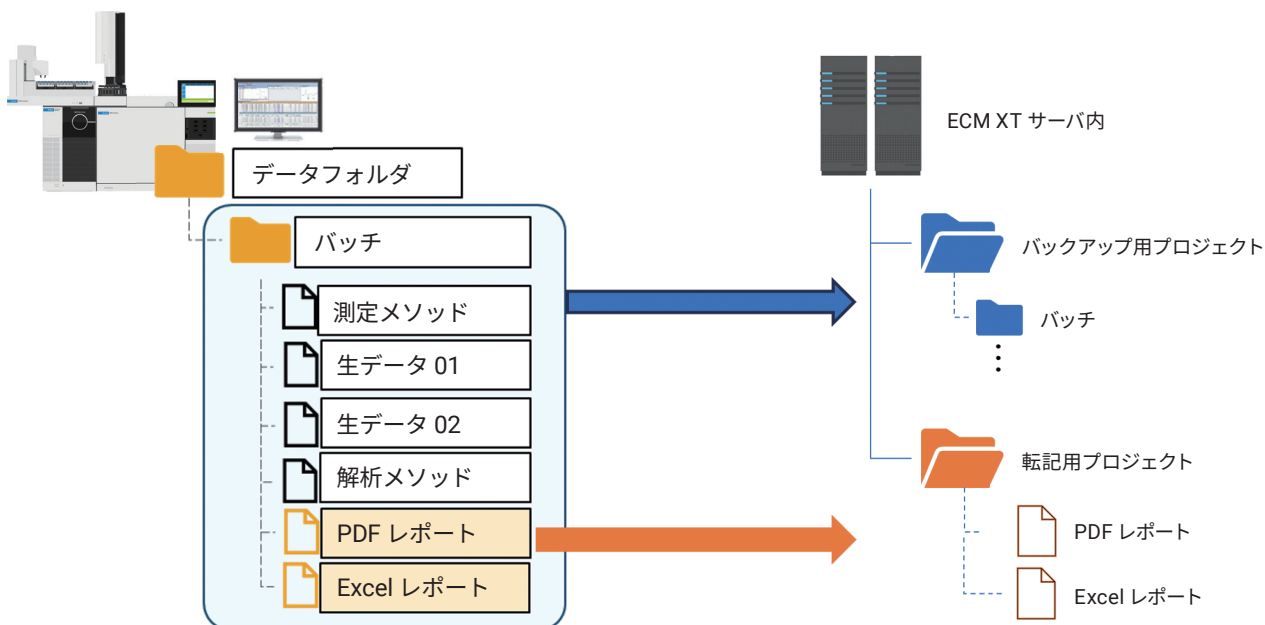 データフォルダ
バッチ
測定メソッド
生データ 01
生データ 02
解析メソッド
PDF レポート
Excel レポート
ECM XT サーバ内
バックアップ用プロジェクト
バッチ
転記用プロジェクト
PDF レポート
Excel レポート